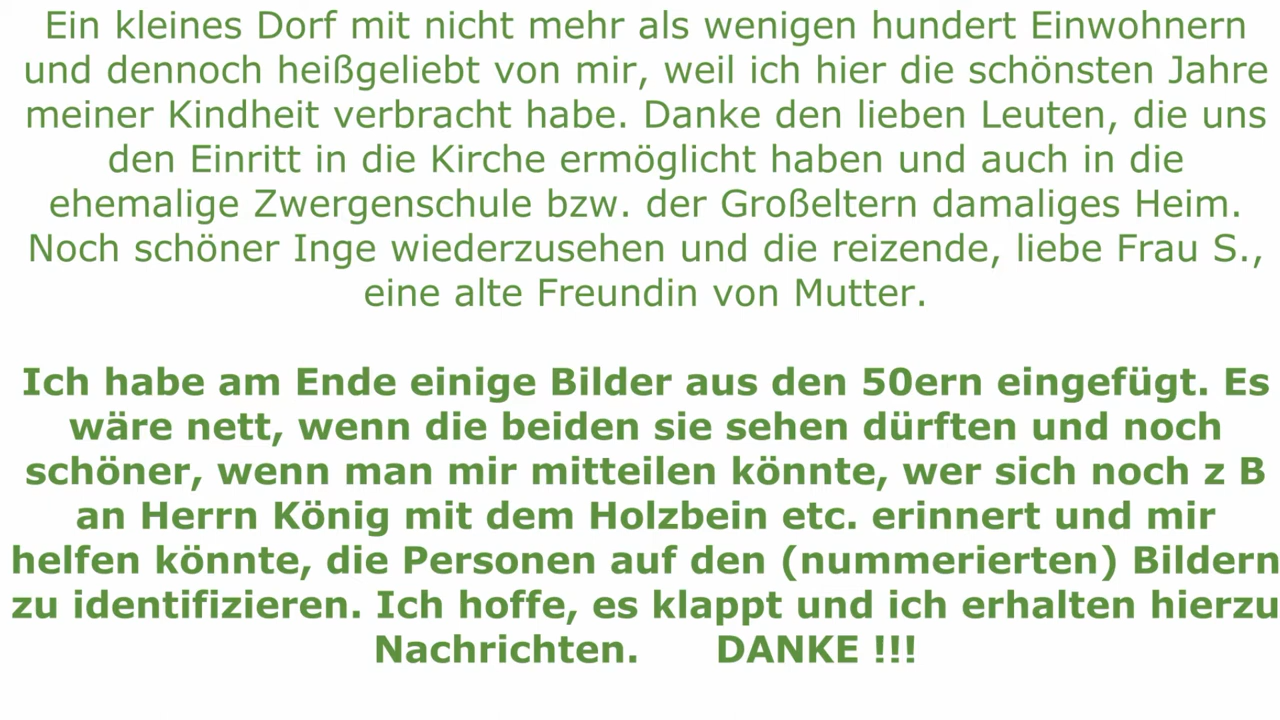 Ein kleines Dorf mit nicht mehr als wenigen hundert Einwohnern
und dennoch heißgeliebt von mir, weil ich hier die schönsten Jahre
meiner Kindheit verbracht habe. Danke den lieben Leuten, die uns
den Einritt in die Kirche ermöglicht haben und auch in die
ehemalige Zwergenschule bzw. der Großeltern damaliges Heim.
Noch schöner Inge wiederzusehen und die reizende, liebe Frau S.,
eine alte Freundin von Mutter.
Ich habe am Ende einige Bilder aus den 50ern eingefügt. Es
wäre nett, wenn die beiden sie sehen dürften und noch
schöner, wenn man mir mitteilen könnte, wer sich noch z B
an Herrn König mit dem Holzbein etc. erinnert und mir
helfen könnte, die Personen auf den (nummerierten) Bildern
zu identifizieren. Ich hoffe, es klappt und ich erhalten hierzu
Nachrichten. DANKE !!!